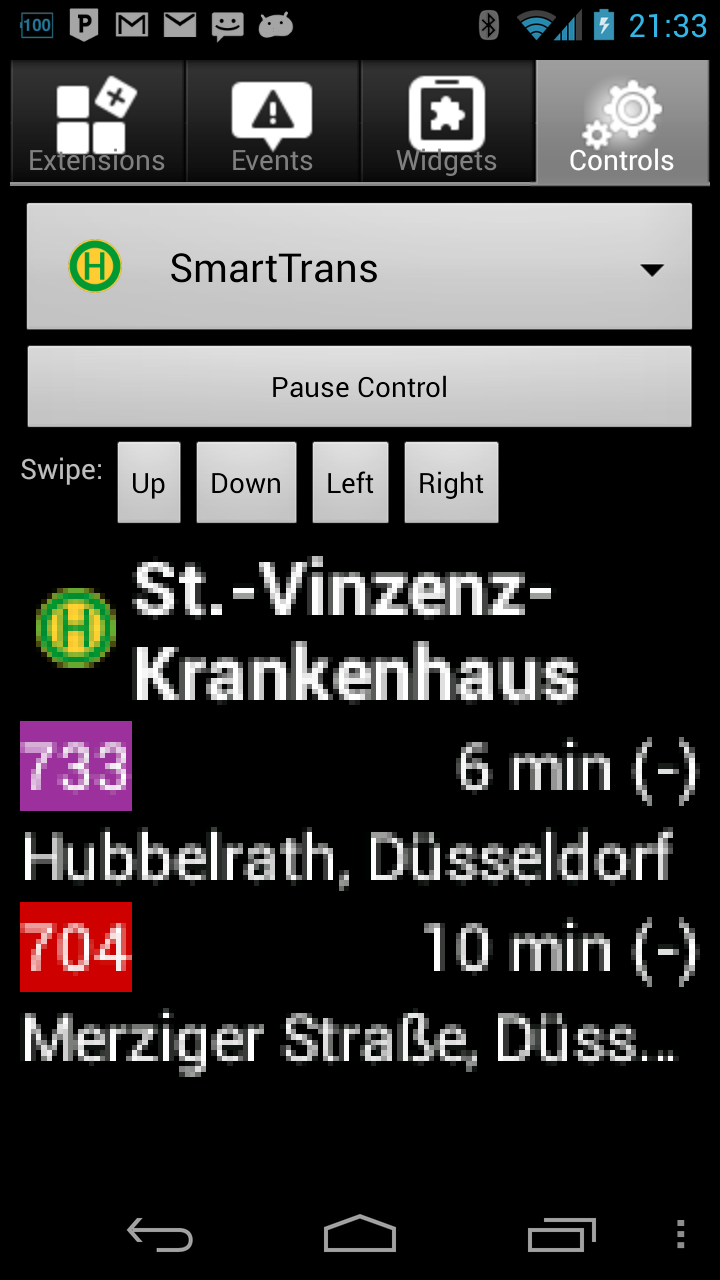 100 21:33
Extensions Events Widgets Controls
H SmartTrans
Pause Control
Swipe: Up Down Left Right
H St.-Vinzenz-
Krankenhaus
733 6 min (-)
Hubbelrath, Düsseldorf
704 10 min (-)
Merziger Straße, Düss...